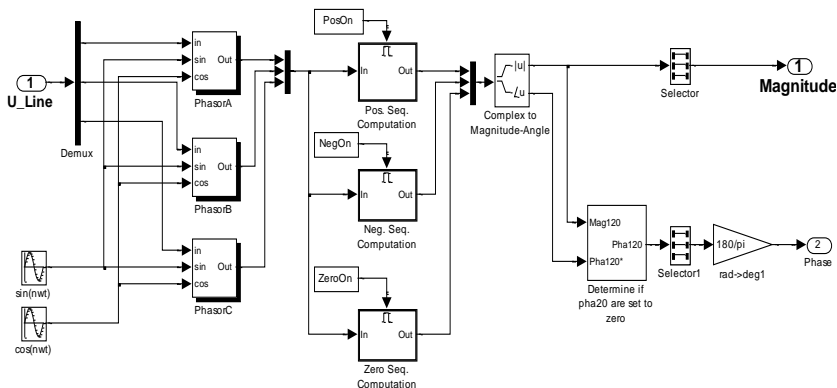 1
U_Line
Demux
in
sin
cos
Out
PhasorA
in
sin
cos
Out
PhasorB
in
sin
cos
Out
PhasorC
sin(nwt)
cos(nwt)
PosOn
In
Out
Pos. Seq.
Computation
NegOn
In
Out
Neg. Seq.
Computation
ZeroOn
In
Out
Zero Seq.
Computation
|u|
∠u
Complex to
Magnitude-Angle
Selector
1
Magnitude
Mag120
Pha120
Pha120*
Determine if
pha20 are set to
zero
Selector1
180/pi
rad->deg1
2
Phase